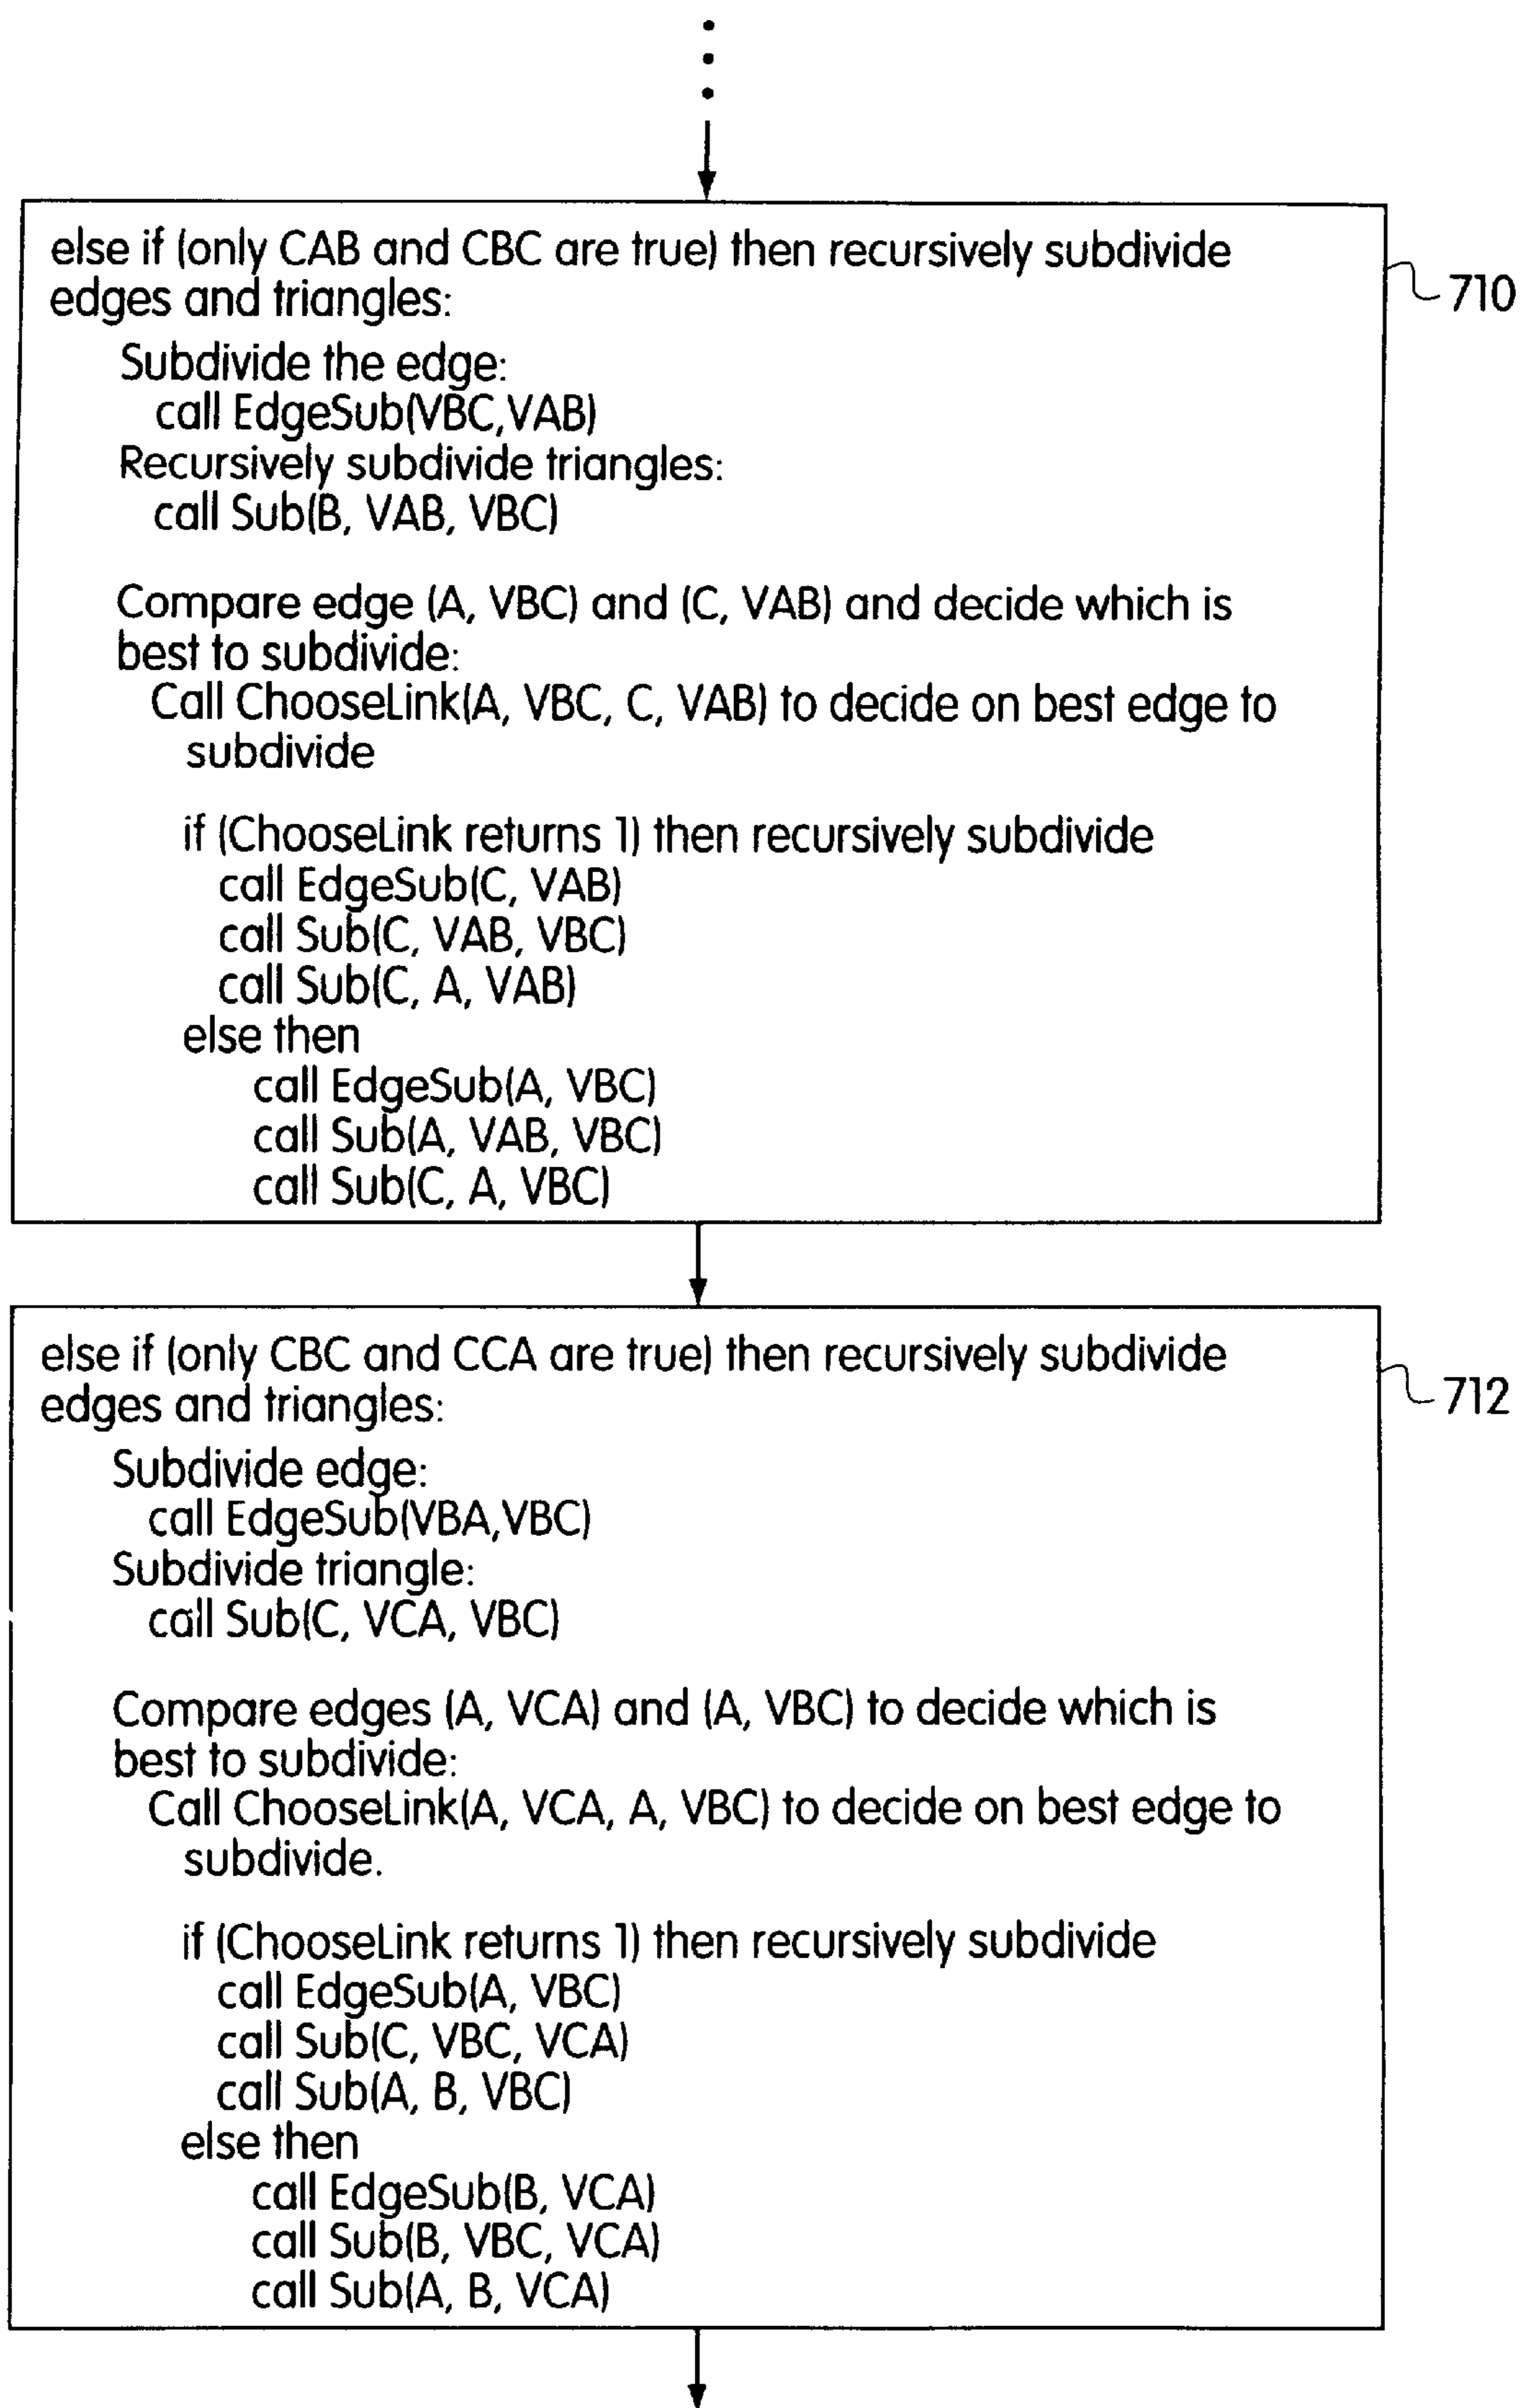 else if (only CAB and CBC are true) then recursively subdivide
edges and triangles:
710
Subdivide the edge:
call EdgeSub(VBC,VAB)
Recursively subdivide triangles:
call Sub(B, VAB, VBC)
Compare edge (A, VBC) and (C, VAB) and decide which is
best to subdivide:
Call ChooseLink(A, VBC, C, VAB) to decide on best edge to
subdivide
if (ChooseLink returns 1) then recursively subdivide
call EdgeSub(C, VAB)
call Sub(C, VAB, VBC)
call Sub(C, A, VAB)
else then
call EdgeSub(A, VBC)
call Sub(A, VAB, VBC)
call Sub(C, A, VBC)
else if (only CBC and CCA are true) then recursively subdivide
edges and triangles:
712
Subdivide edge:
call EdgeSub(VBA,VBC)
Subdivide triangle:
call Sub(C, VCA, VBC)
Compare edges (A, VCA) and (A, VBC) to decide which is
best to subdivide:
Call ChooseLink(A, VCA, A, VBC) to decide on best edge to
subdivide.
if (ChooseLink returns 1) then recursively subdivide
call EdgeSub(A, VBC)
call Sub(C, VBC, VCA)
call Sub(A, B, VBC)
else then
call EdgeSub(B, VCA)
call Sub(B, VBC, VCA)
call Sub(A, B, VCA)